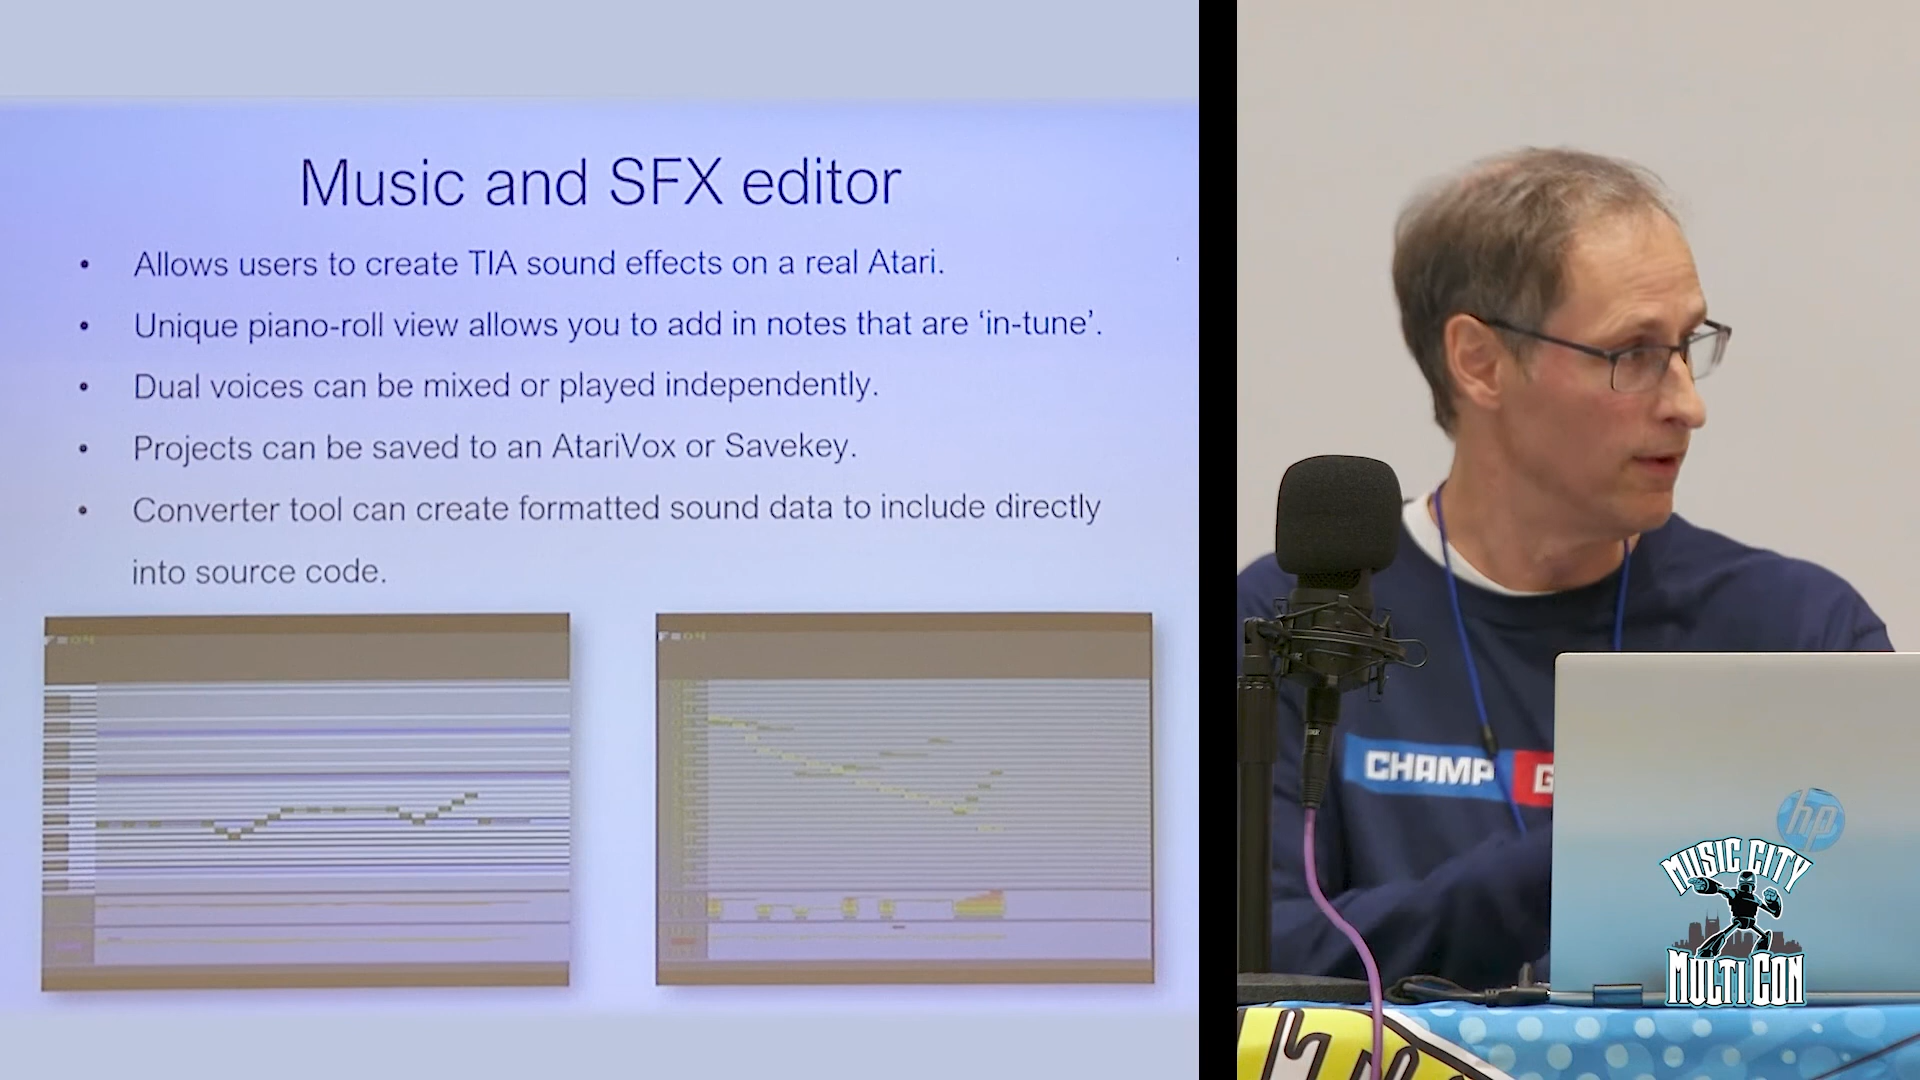 Music and SFX editor
• Allows users to create TIA sound effects on a real Atari.
• Unique piano-roll view allows you to add in notes that are ‘in-tune’.
• Dual voices can be mixed or played independently.
• Projects can be saved to an AtariVox or Savekey.
• Converter tool can create formatted sound data to include directly
into source code.
CHAMP G
hp
MUSIC CITY
MULTI CON